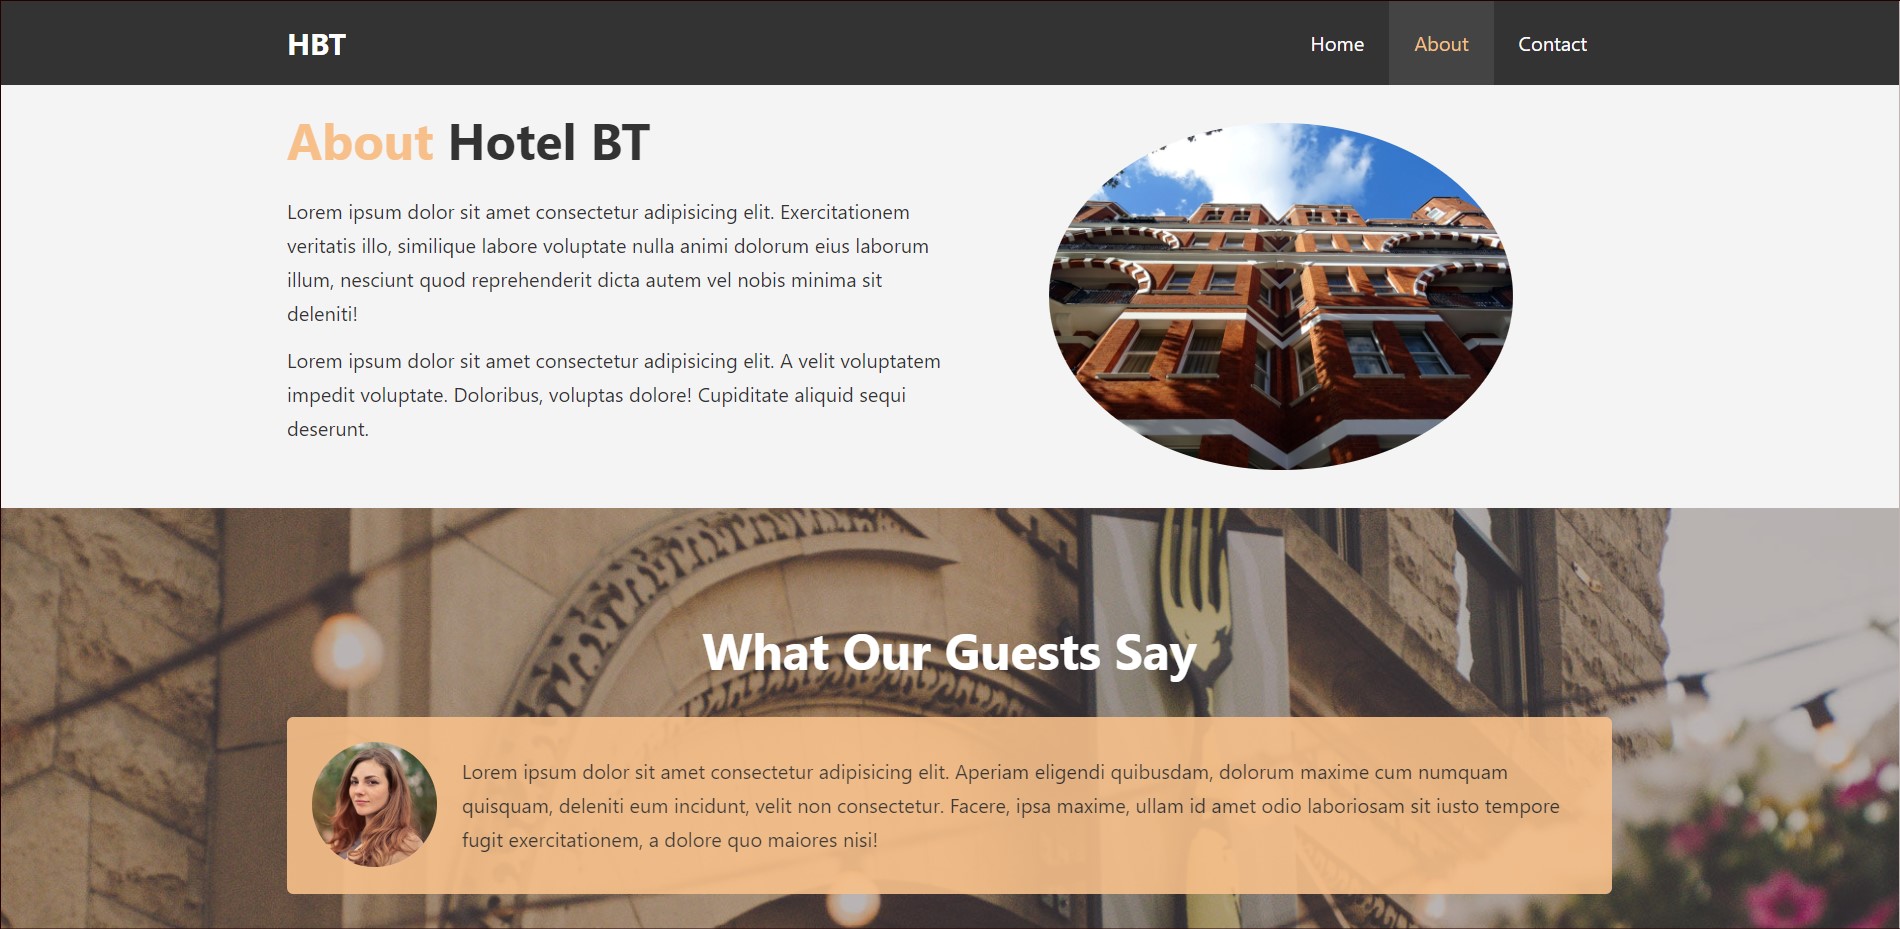 HBT
Home
About
Contact
About Hotel BT
Lorem ipsum dolor sit amet consectetur adipisicing elit. Exercitationem
veritatis illo, similique labore voluptate nulla animi dolorum eius laborum
illum, nesciunt quod reprehenderit dicta autem vel nobis minima sit
deleniti!
Lorem ipsum dolor sit amet consectetur adipisicing elit. A velit voluptatem
impedit voluptate. Doloribus, voluptas dolore! Cupiditate aliquid sequi
deserunt.
What Our Guests Say
Lorem ipsum dolor sit amet consectetur adipisicing elit. Aperiam eligendi quibusdam, dolorum maxime cum numquam
quisquam, deleniti eum incidunt, velit non consectetur. Facere, ipsa maxime, ullam id amet odio laboriosam sit iusto tempore
fugit exercitationem, a dolore quo maiores nisi!